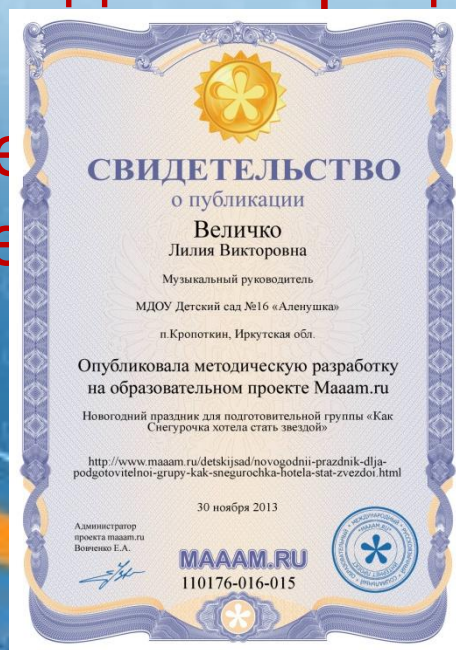 СВИДЕТЕЛЬСТВО
о публикации
Величко
Лилия Викторовна
Музыкальный руководитель
МДОУ Детский сад №16 «Аленушка»
п.Кропоткин, Иркутская обл.
Опубликовала методическую разработку
на образовательном проекте Maaam.ru
Новогодний праздник для подготовительной группы «Как
Снегурочка хотела стать звездой»
http://www.maaam.ru/detskijsad/novogodnii-prazdnik-dlja-
podgotovitelnoi-grupy-kak-snegurochka-hotela-stat-zvezdoi.html
30 ноября 2013
Администратор
проекта maaam.ru
Вовченко Е.А.
MAAAM.RU
110176-016-015